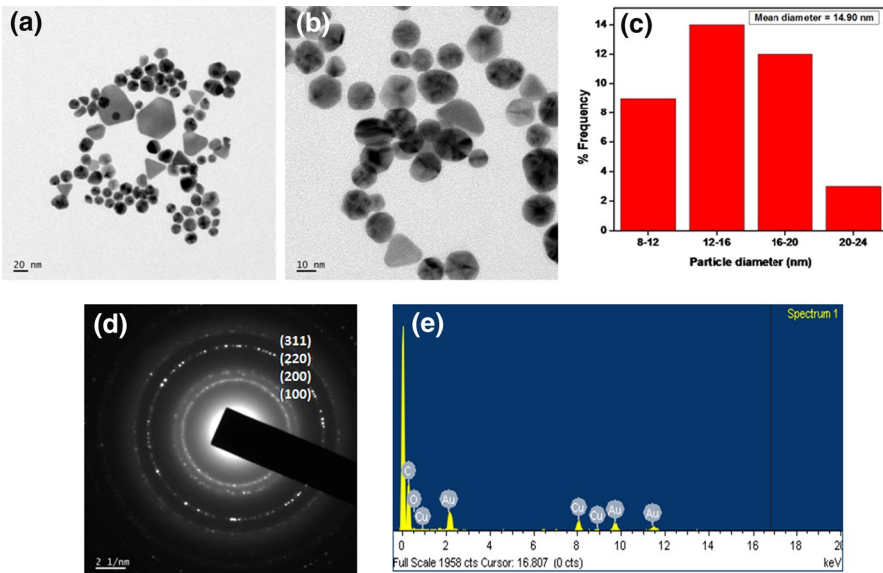 (a)
20 nm
(b)
10 nm
(c)
Mean diameter = 14.90 nm
% Frequency
14
12
10
8
6
4
2
0
8-12
12-16
16-20
20-24
Particle diameter (nm)
(d)
(311)
(220)
(200)
(100)
2 1/nm
(e)
Spectrum 1
C
O
Cu
Au
Cu
Cu
Au
Au
0 2 4 6 8 10 12 14 16 18 20
Full Scale 1958 cts Cursor: 16.807 (0 cts)
keV